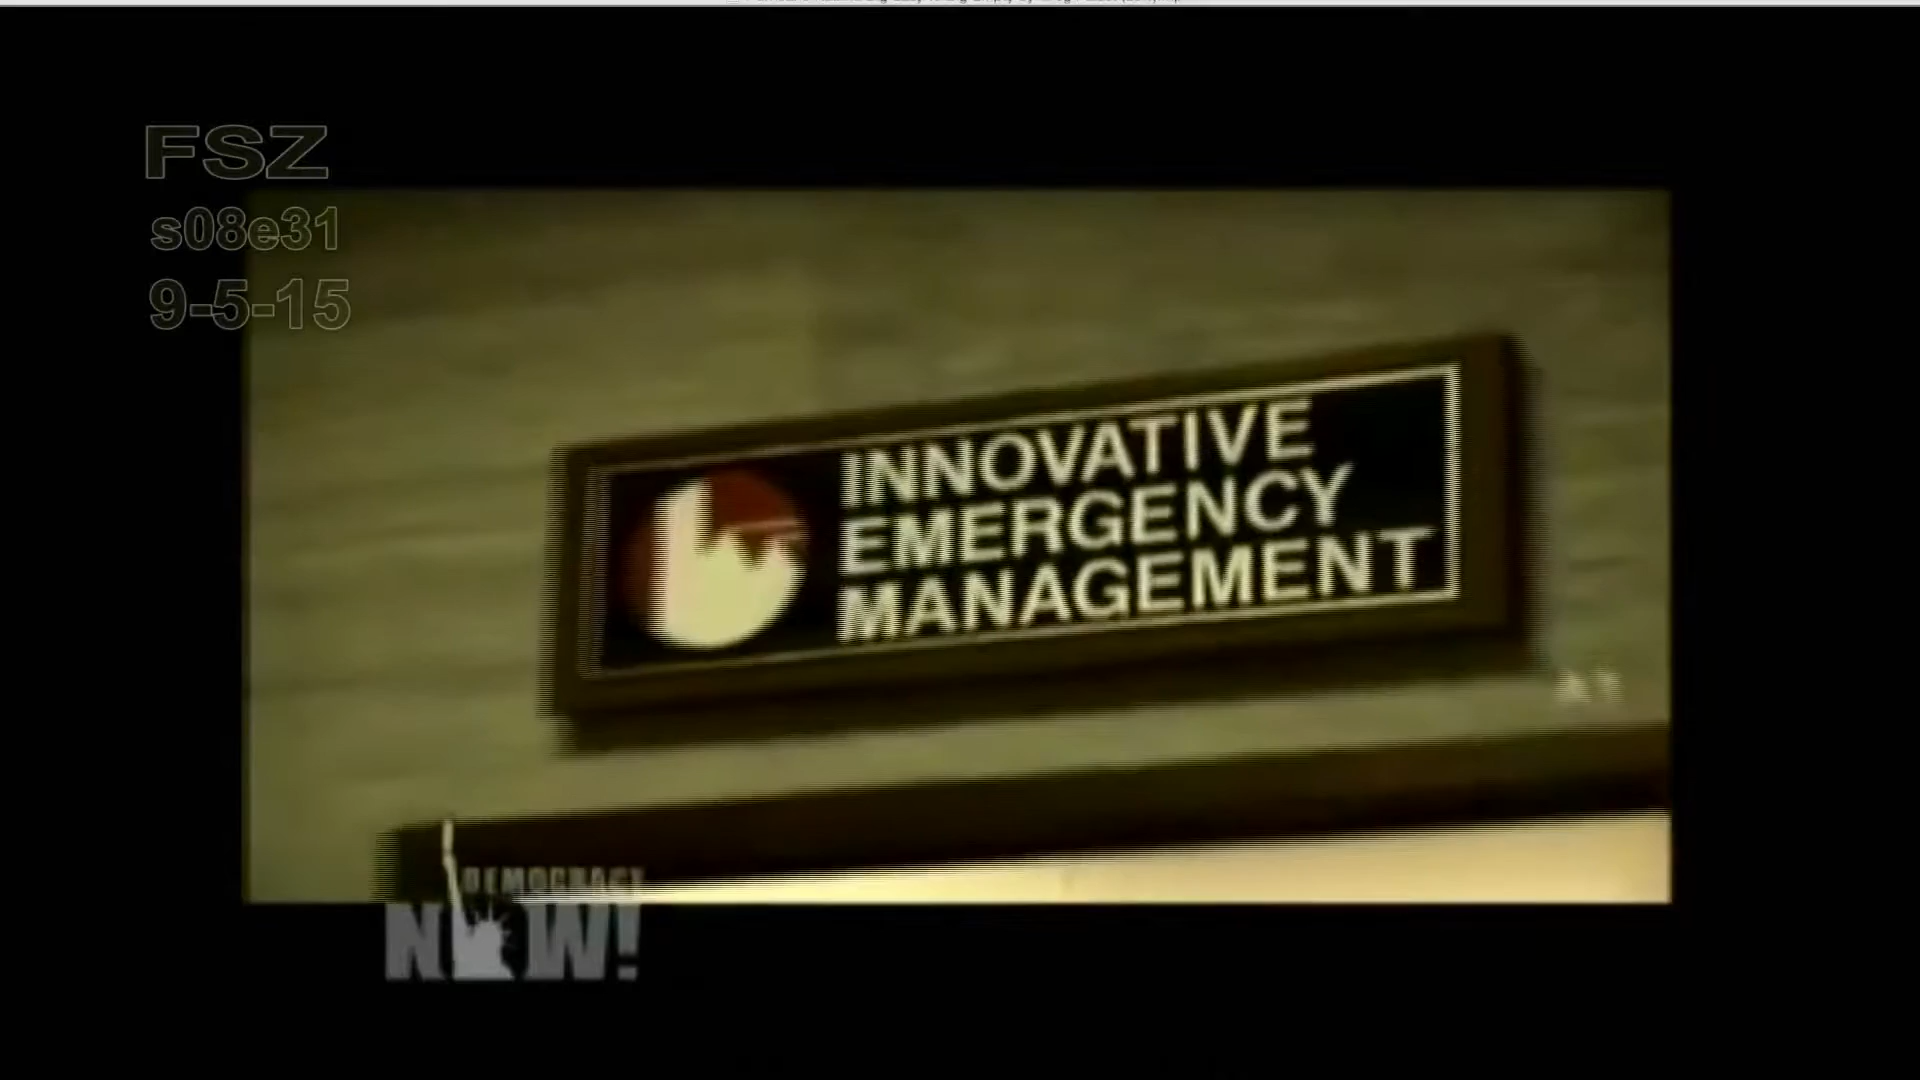 FSZ
s08e31
9-5-15
INNOVATIVE
EMERGENCY
MANAGEMENT
DEMOCRACY
NOW!